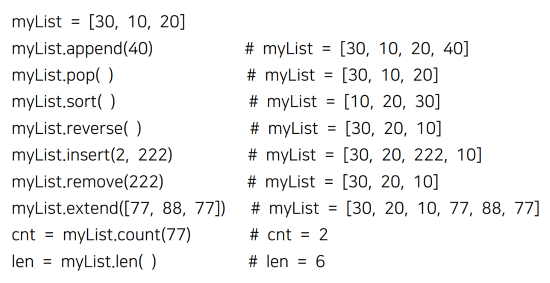 myList = [30, 10, 20]
myList.append(40) # myList = [30, 10, 20, 40]
myList.pop( ) # myList = [30, 10, 20]
myList.sort( ) # myList = [10, 20, 30]
myList.reverse( ) # myList = [30, 20, 10]
myList.insert(2, 222) # myList = [30, 20, 222, 10]
myList.remove(222) # myList = [30, 20, 10]
myList.extend([77, 88, 77]) # myList = [30, 20, 10, 77, 88, 77]
cnt = myList.count(77) # cnt = 2
len = myList.len( ) # len = 6